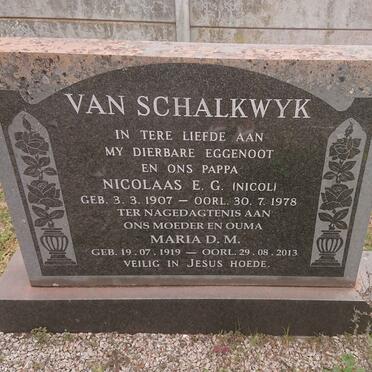 VAN SCHALKWYK
IN TERE LIEFDE AAN
MY DIERBARE EGGENOOT
EN ONS PAPPA
NICOLAAS E. G. (NICOL)
GEB. 3. 3. 1907 – OORL. 30. 7. 1978
TER NAGEDAGTENIS AAN
ONS MOEDER EN OUMA
MARIA D. M.
GEB. 19. 07. 1919 – OORL. 29. 08. 2013
VEILIG IN JESUS HOEDE.